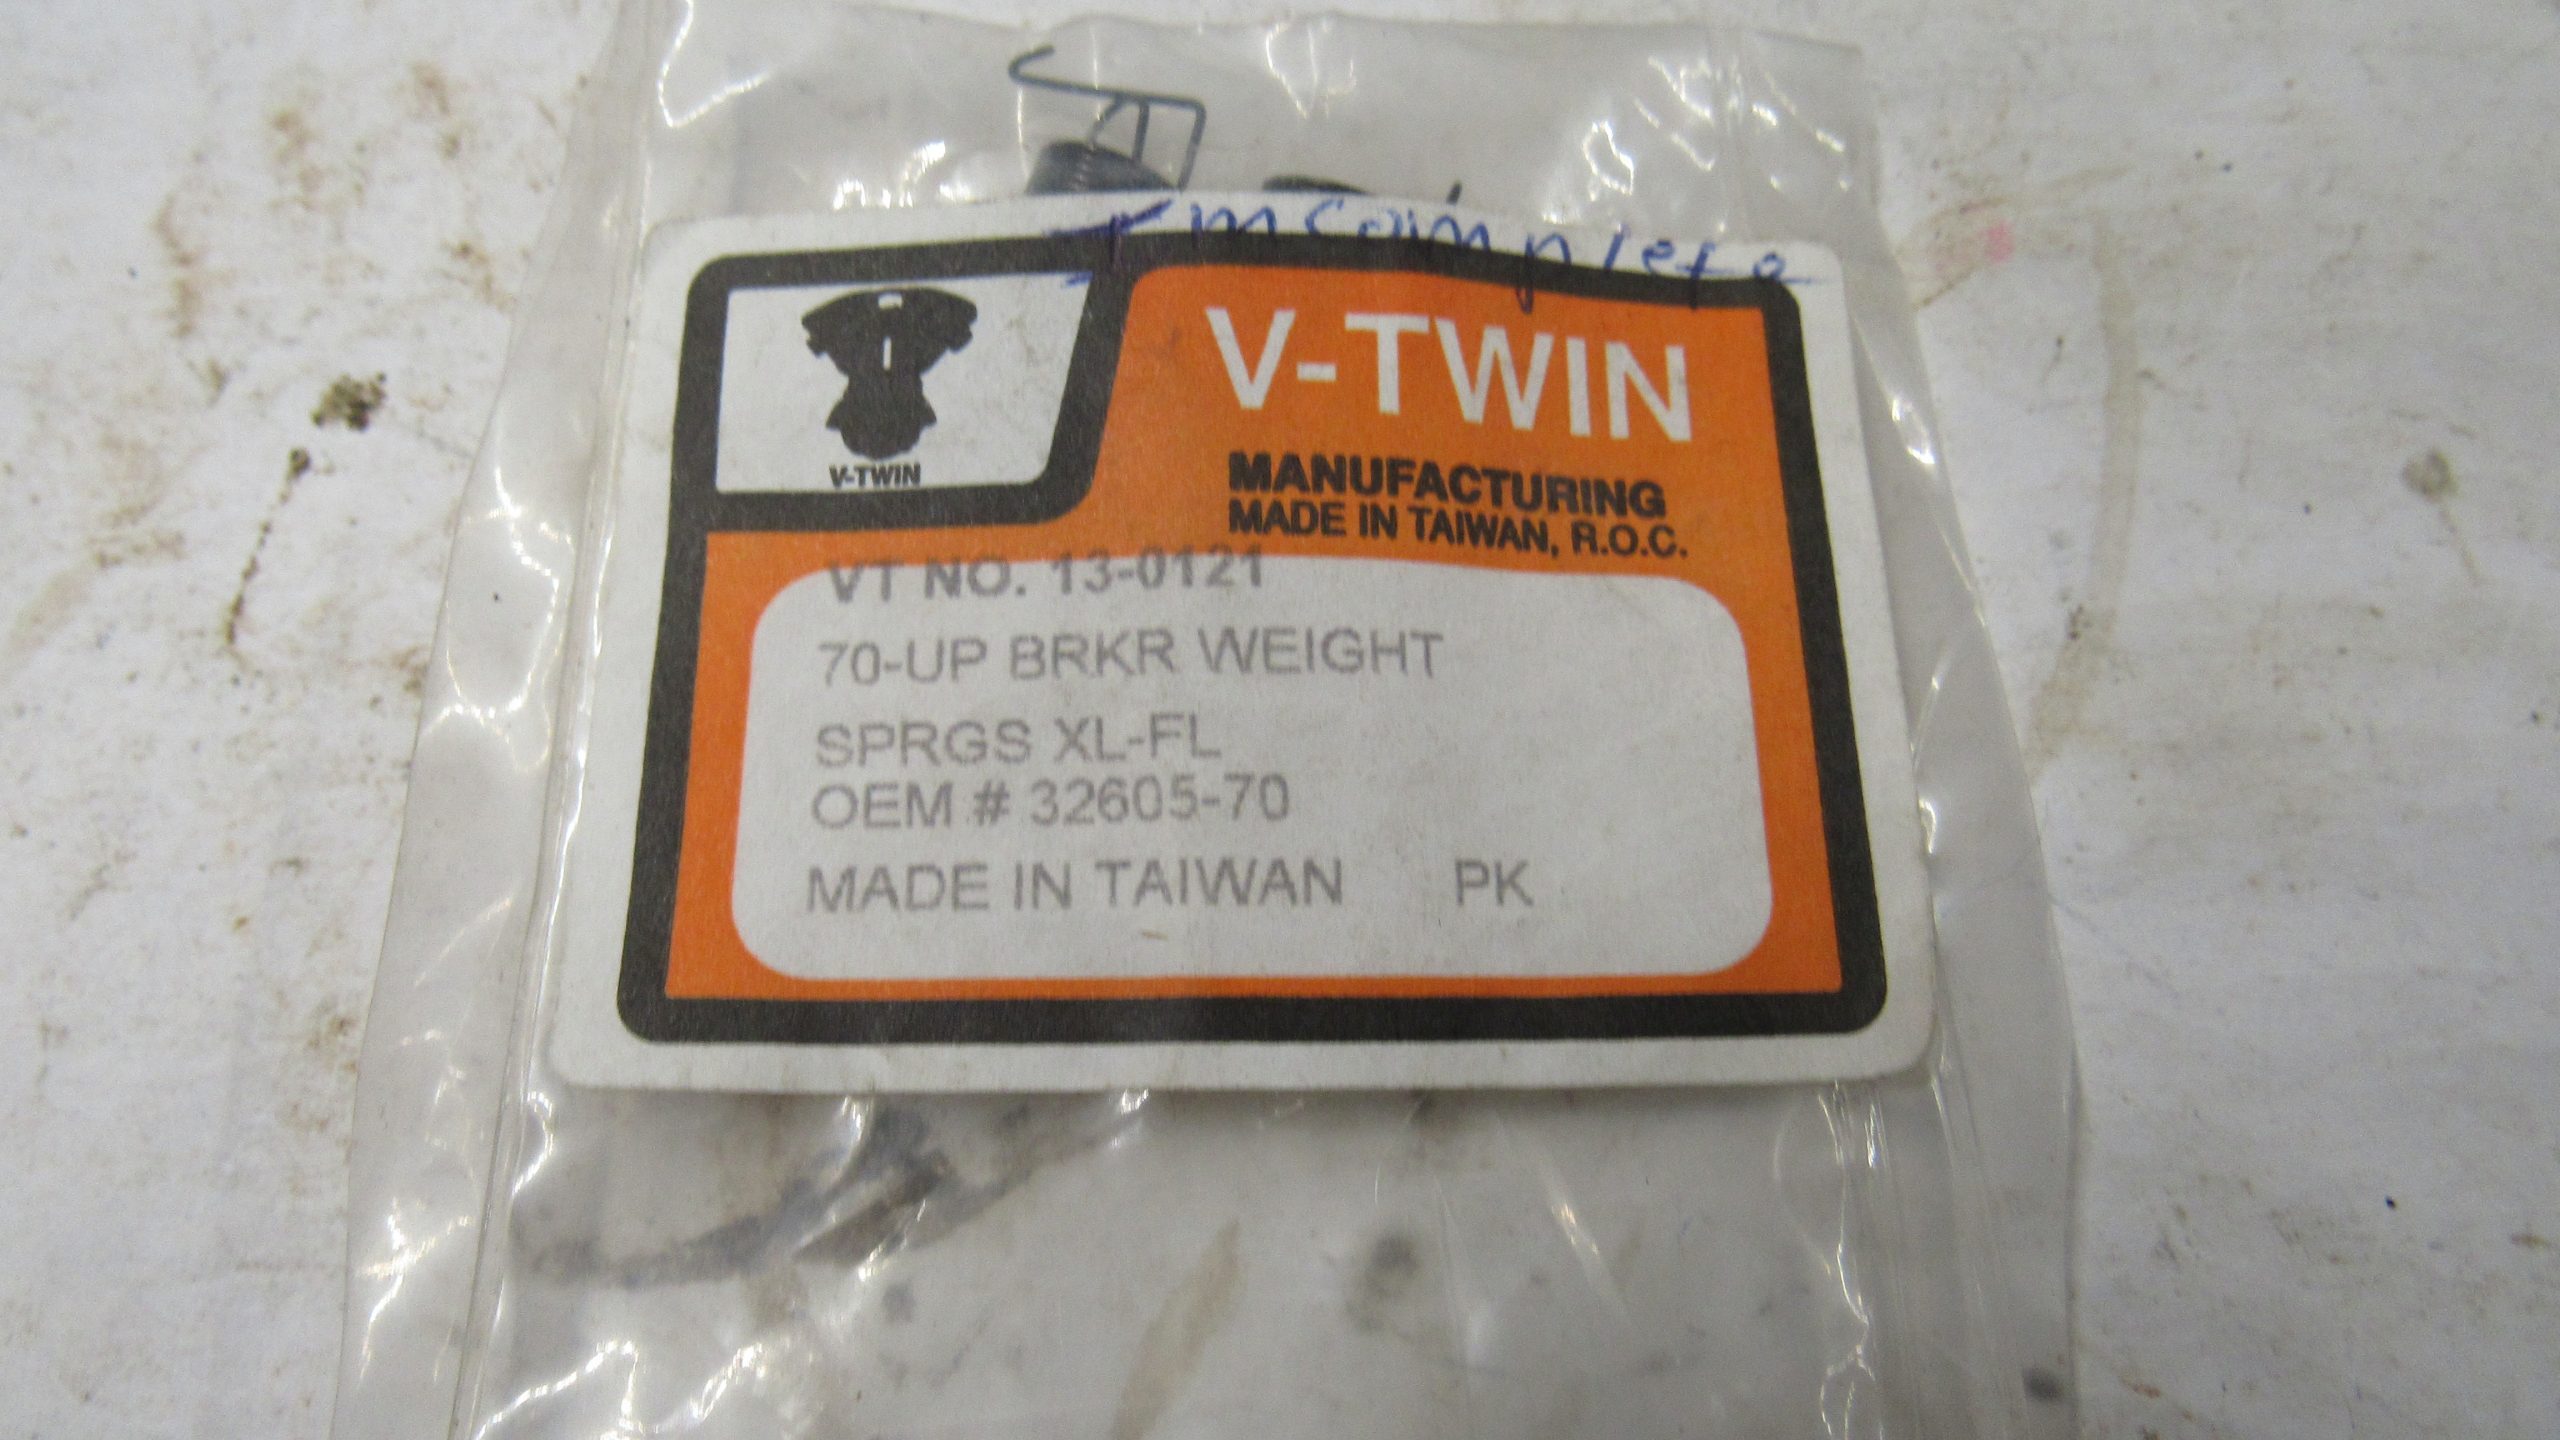 Imcomplete
V-TWIN
V-TWIN
MANUFACTURING
MADE IN TAIWAN, R.O.C.
VT NO. 13-0121
70-UP BRKR WEIGHT
SPRGS XL-FL
OEM # 32605-70
MADE IN TAIWAN PK